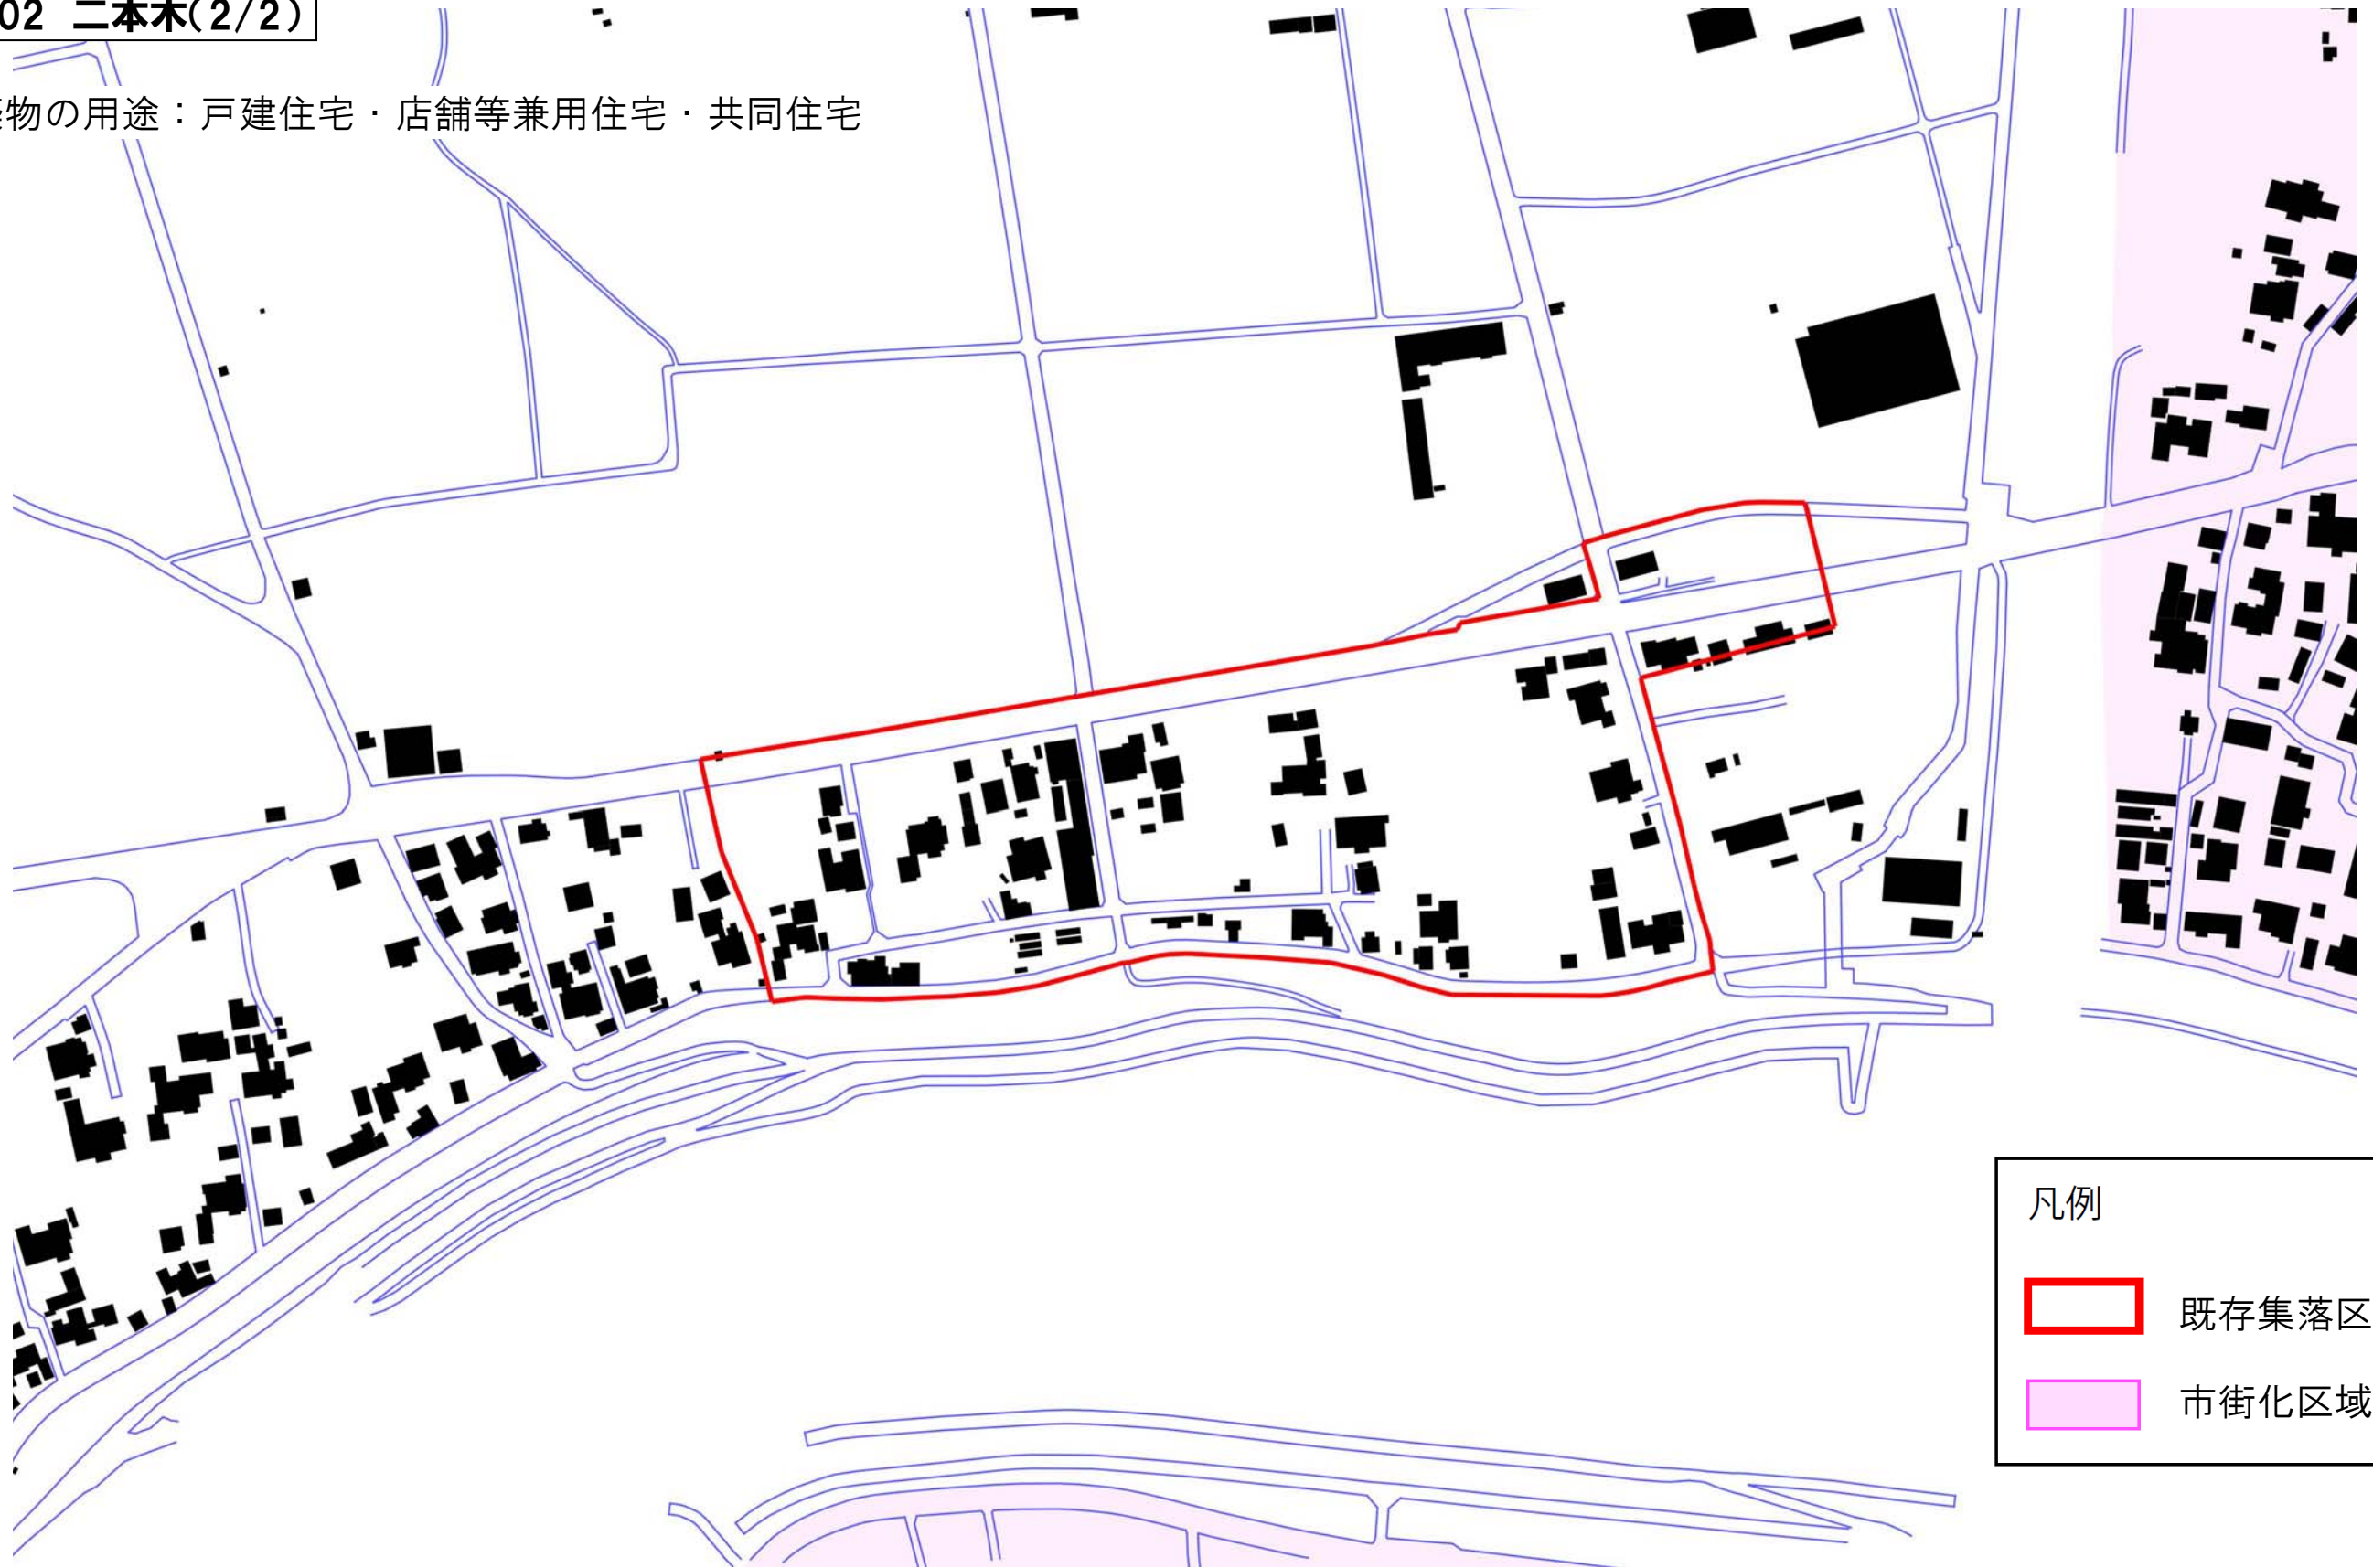 02 二本木(2/2)
物の用途：戸建住宅・店舗等兼用住宅・共同住宅
凡例
既存集落区
市街化区域